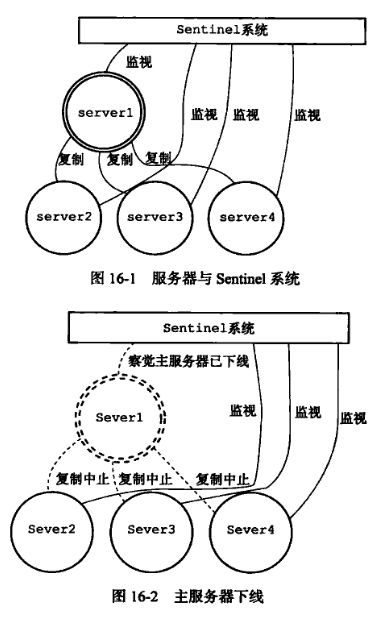 Sentinel系统
监视
server1
监视
监视
监视
复制
复制
复制
server2
server3
server4
图 16-1 服务器与 Sentinel 系统
Sentinel系统
察觉主服务器已下线
Sever1
监视
监视
监视
复制中止
复制中止
复制中止
Sever2
Sever3
Sever4
图 16-2 主服务器下线